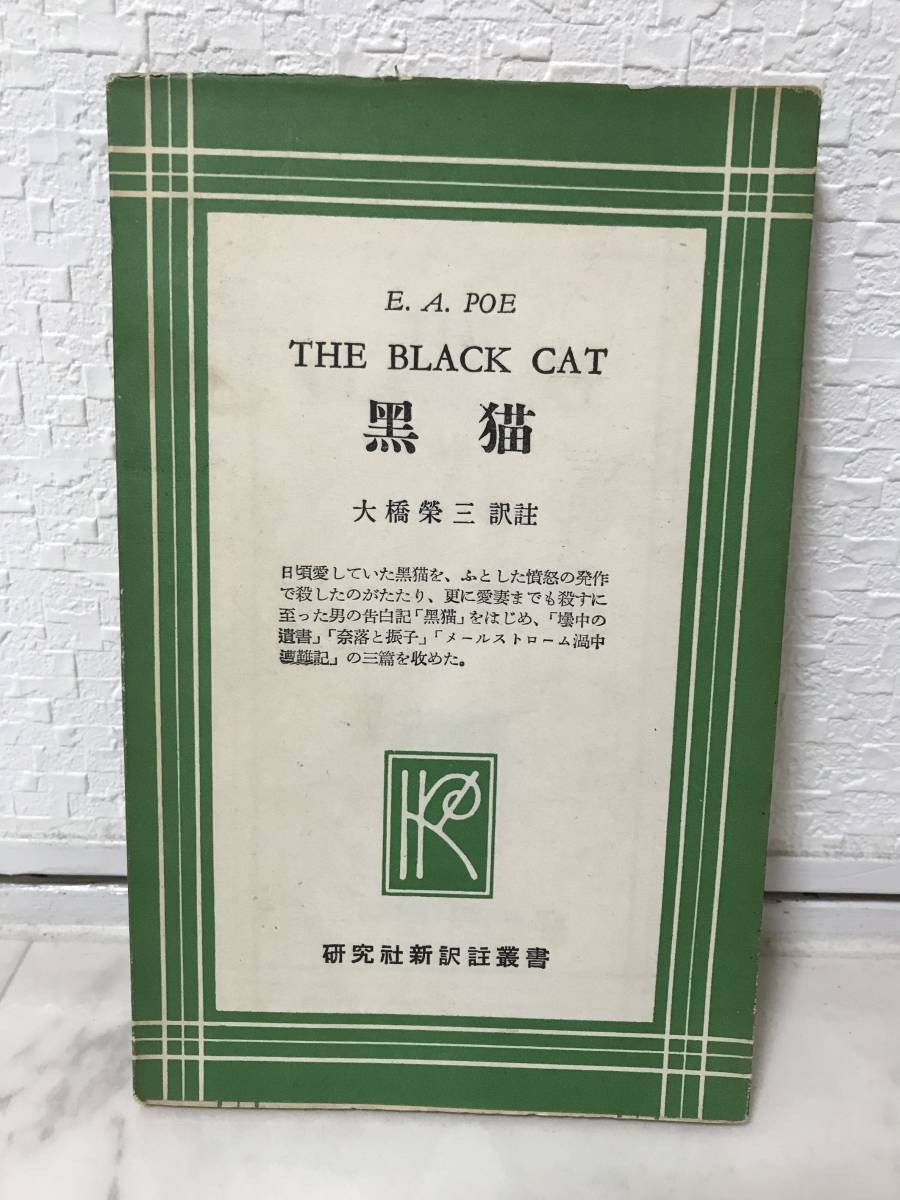 E. A. POE
THE BLACK CAT
黑猫
大橋榮三 訳註
日頃愛していた黒猫を、ふとした憤怒の発作
で殺したのがたたり、更に愛妻までも殺すに
至った男の告白記「黒猫」をはじめ、「壜中の
遺書」「奈落と振子」「メールストローム渦中
遭難記」の三篇を收めた。
研究社新訳註叢書